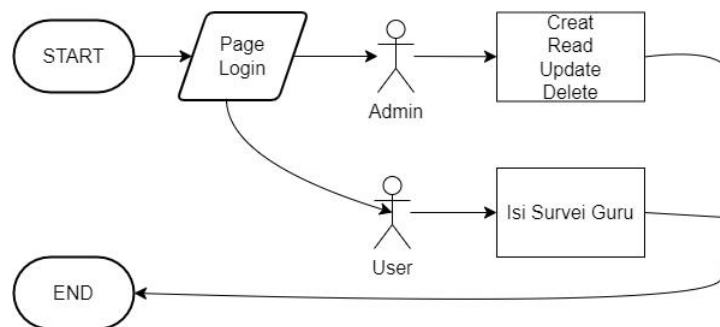 START
Page
Login
Admin
Creat
Read
Update
Delete
User
Isi Survei Guru
END